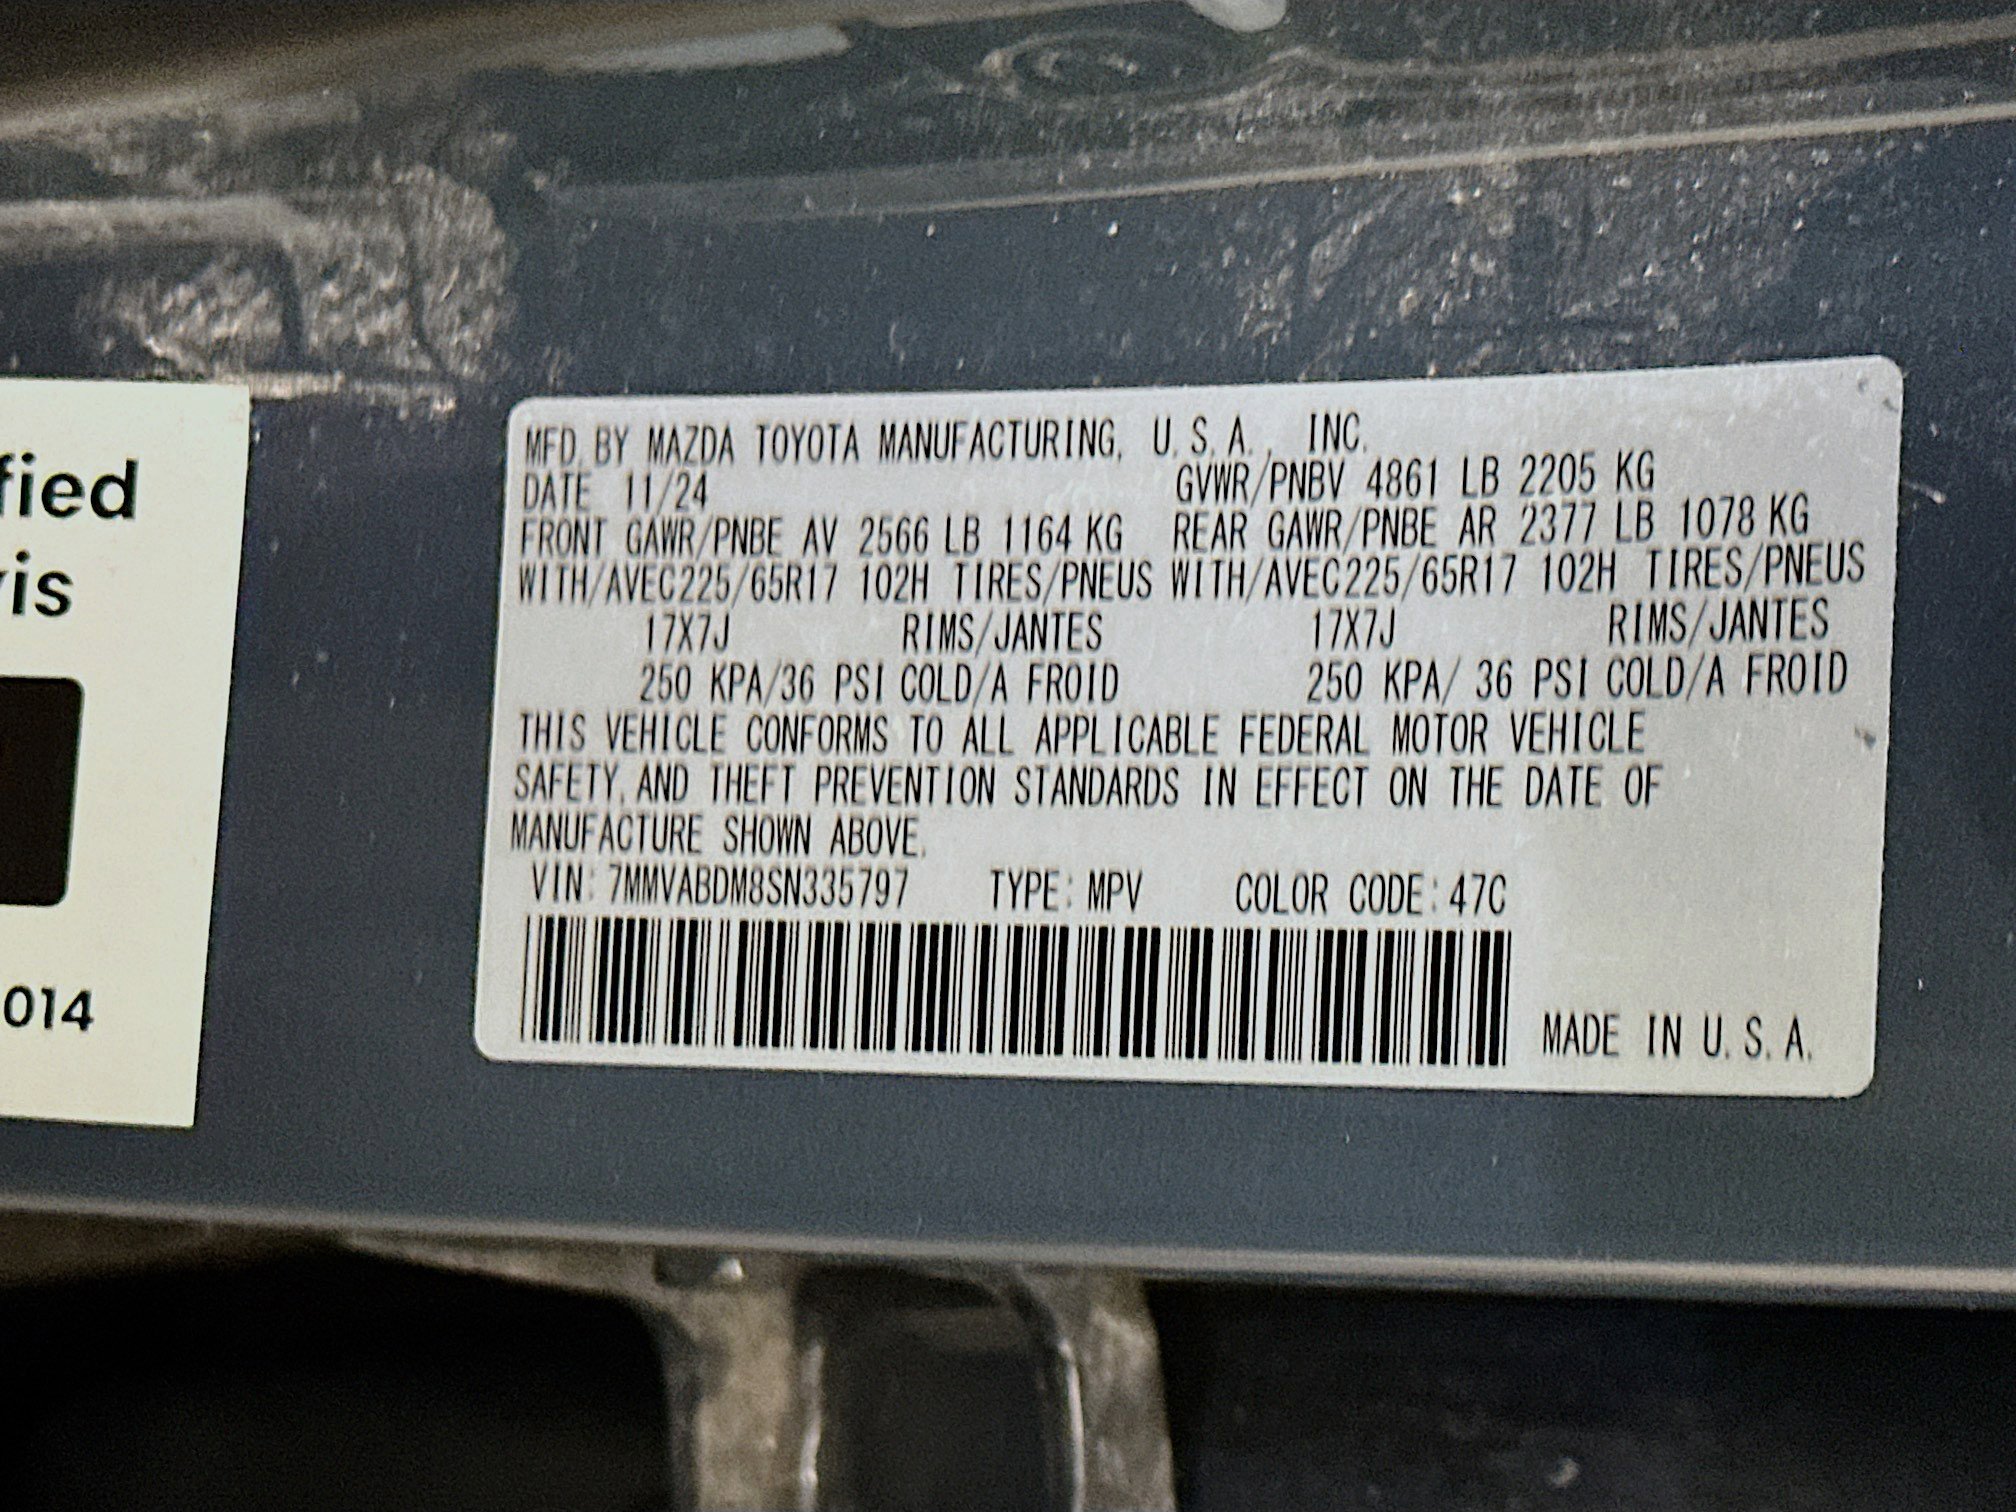 fied
vis
014
MFD. BY MAZDA TOYOTA MANUFACTURING, U. S. A., INC.
DATE 11/24 GVWR/PNBV 4861 LB 2205 KG
FRONT GAWR/PNBE AV 2566 LB 1164 KG REAR GAWR/PNBE AR 2377 LB 1078 KG
WITH/AVEC225/65R17 102H TIRES/PNEUS WITH/AVEC225/65R17 102H TIRES/PNEUS
17X7J RIMS/JANTES 17X7J RIMS/JANTES
250 KPA/36 PSI COLD/A FROID 250 KPA/ 36 PSI COLD/A FROID
THIS VEHICLE CONFORMS TO ALL APPLICABLE FEDERAL MOTOR VEHICLE
SAFETY, AND THEFT PREVENTION STANDARDS IN EFFECT ON THE DATE OF
MANUFACTURE SHOWN ABOVE.
VIN: 7MMVABDM8SN335797 TYPE: MPV COLOR CODE: 47C
MADE IN U. S. A.